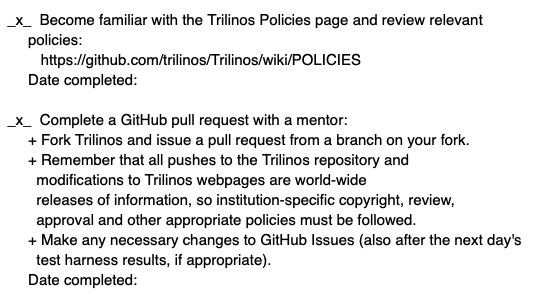 _x_ Become familiar with the Trilinos Policies page and review relevant
policies:
https://github.com/trilinos/Trilinos/wiki/POLICIES
Date completed:
_x_ Complete a GitHub pull request with a mentor:
+ Fork Trilinos and issue a pull request from a branch on your fork.
+ Remember that all pushes to the Trilinos repository and
modifications to Trilinos webpages are world-wide
releases of information, so institution-specific copyright, review,
approval and other appropriate policies must be followed.
+ Make any necessary changes to GitHub Issues (also after the next day's
test harness results, if appropriate).
Date completed: